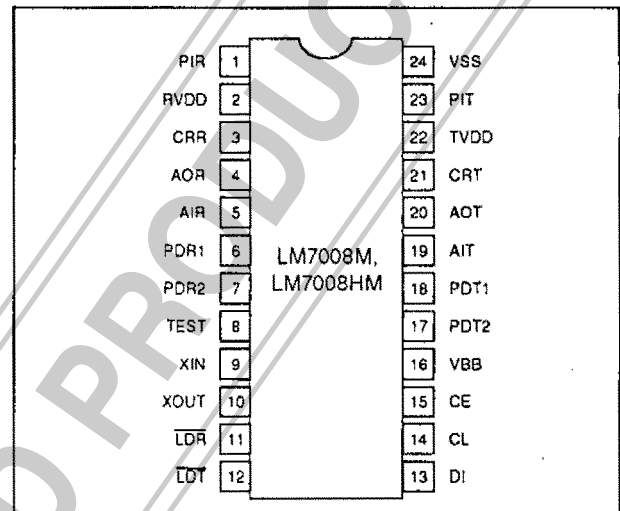 PIR 1 24 VSS
RVDD 2 23 PIT
CRR 3 22 TVDD
AOR 4 21 CRT
AIR 5 20 AOT
PDR1 6 19 AIT
LM7008M,
PDR2 7 18 PDT1
LM7008HM
TEST 8 17 PDT2
XIN 9 16 VBB
XOUT 10 15 CE
LDR 11 14 CL
LDT 12 13 DI
D PRODUC